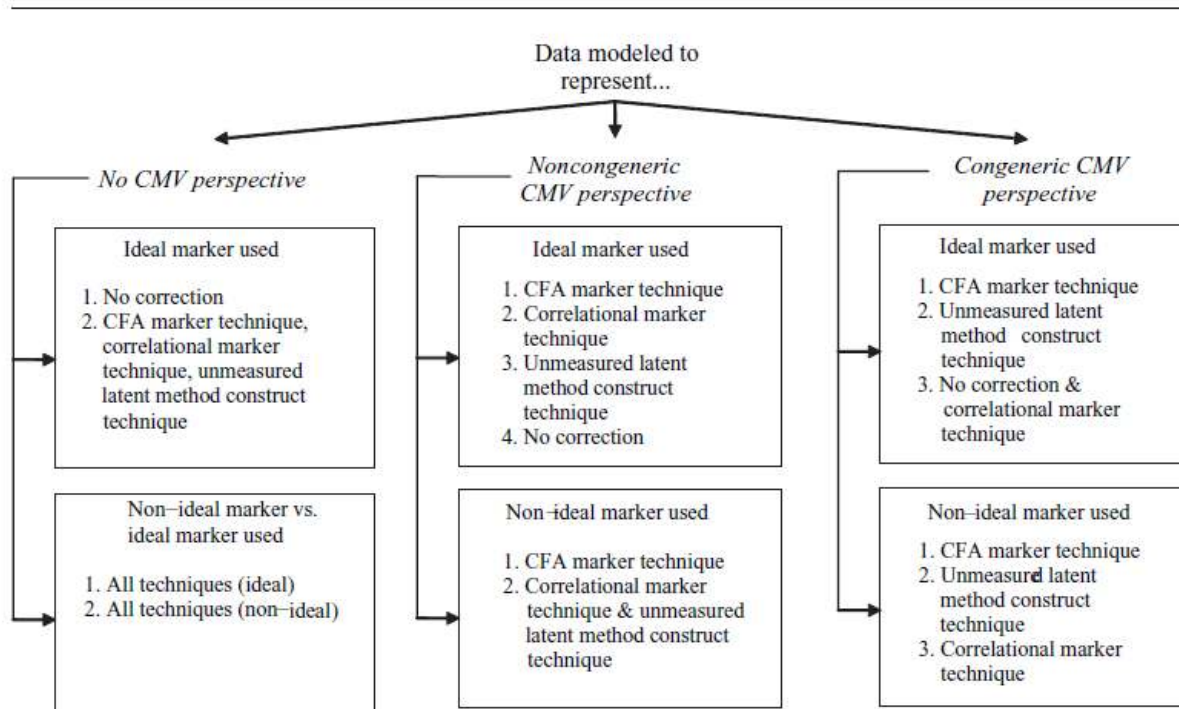 Data modeled to
represent...
No CMV perspective
Noncongeneric
CMV perspective
Congeneric CMV
perspective
Ideal marker used
1. No correction
2. CFA marker technique,
correlational marker
technique, unmeasured
latent method construct
technique
Ideal marker used
1. CFA marker technique
2. Correlational marker
technique
3. Unmeasured latent
method construct
technique
4. No correction
Ideal marker used
1. CFA marker technique
2. Unmeasured latent
method construct
technique
3. No correction &
correlational marker
technique
Non-ideal marker vs.
ideal marker used
1. All techniques (ideal)
2. All techniques (non-ideal)
Non-ideal marker used
1. CFA marker technique
2. Correlational marker
technique & unmeasured
latent method construct
technique
Non-ideal marker used
1. CFA marker technique
2. Unmeasured latent
method construct
technique
3. Correlational marker
technique